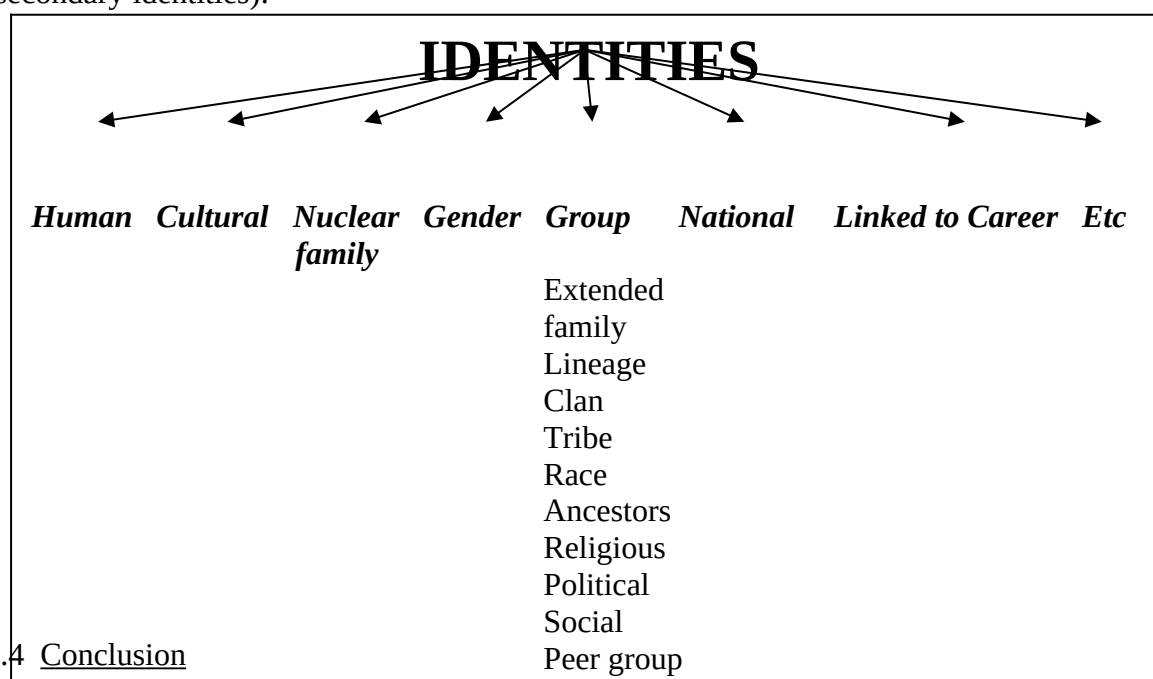 secondary identities).
IDENTITIES
Human Cultural Nuclear Gender Group National Linked to Career Etc
family
Extended
family
Lineage
Clan
Tribe
Race
Ancestors
Religious
Political
Social
.4 Conclusion
Peer group